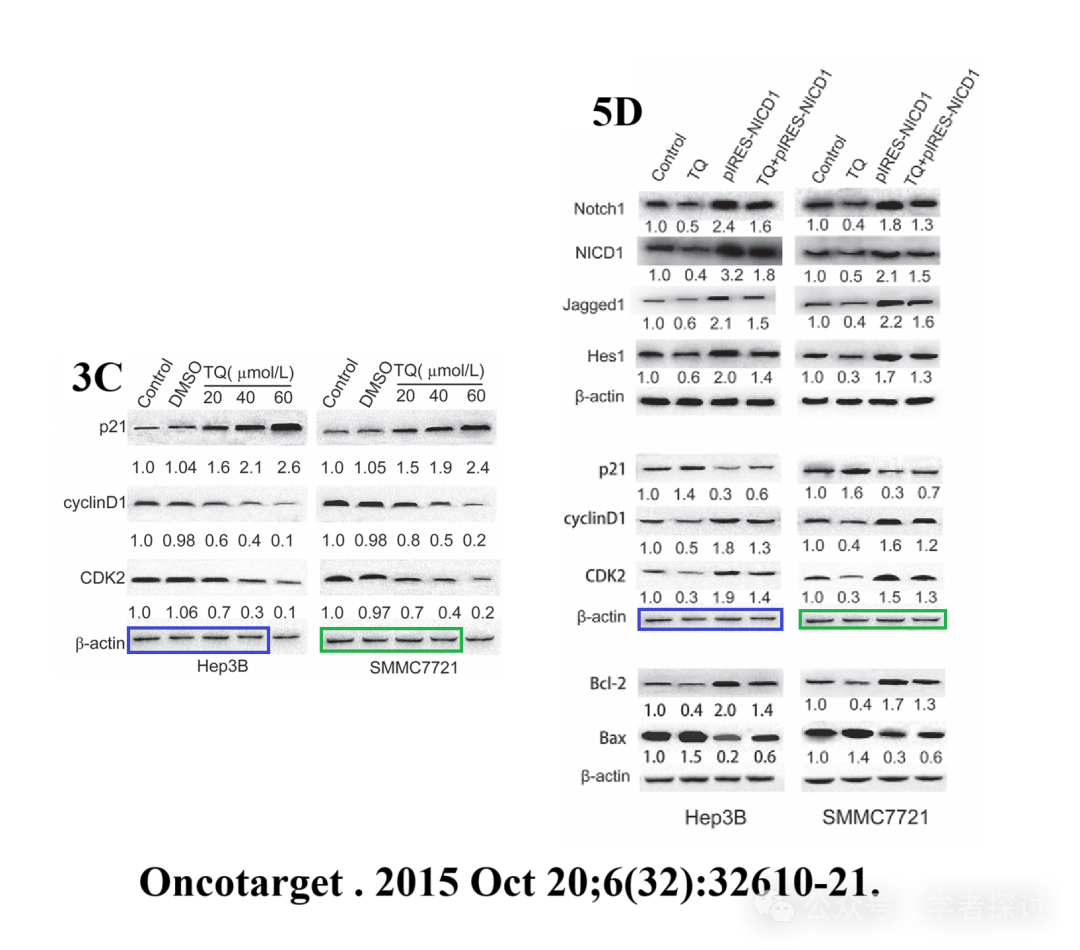 5D
Control TQ pIRES-NICD1 TQ+pIRES-NICD1 Control TQ pIRES-NICD1 TQ+pIRES-NICD1
Notch1
1.0 0.5 2.4 1.6 1.0 0.4 1.8 1.3
NICD1
1.0 0.4 3.2 1.8 1.0 0.5 2.1 1.5
Jagged1
1.0 0.6 2.1 1.5 1.0 0.4 2.2 1.6
Hes1
1.0 0.6 2.0 1.4 1.0 0.3 1.7 1.3
β-actin
p21
1.0 1.4 0.3 0.6 1.0 1.6 0.3 0.7
cyclinD1
1.0 0.5 1.8 1.3 1.0 0.4 1.6 1.2
CDK2
1.0 0.3 1.9 1.4 1.0 0.3 1.5 1.3
β-actin
Bcl-2
1.0 0.4 2.0 1.4 1.0 0.4 1.7 1.3
Bax
1.0 1.5 0.2 0.6 1.0 1.4 0.3 0.6
β-actin
Hep3B SMMC7721
3C
Control DMSO TQ( μmol/L) Control DMSO TQ( μmol/L)
20 40 60 20 40 60
p21
1.0 1.04 1.6 2.1 2.6 1.0 1.05 1.5 1.9 2.4
cyclinD1
1.0 0.98 0.6 0.4 0.1 1.0 0.98 0.8 0.5 0.2
CDK2
1.0 1.06 0.7 0.3 0.1 1.0 0.97 0.7 0.4 0.2
β-actin
Hep3B SMMC7721
Oncotarget . 2015 Oct 20;6(32):32610-21.
公众号 · 学者探讨